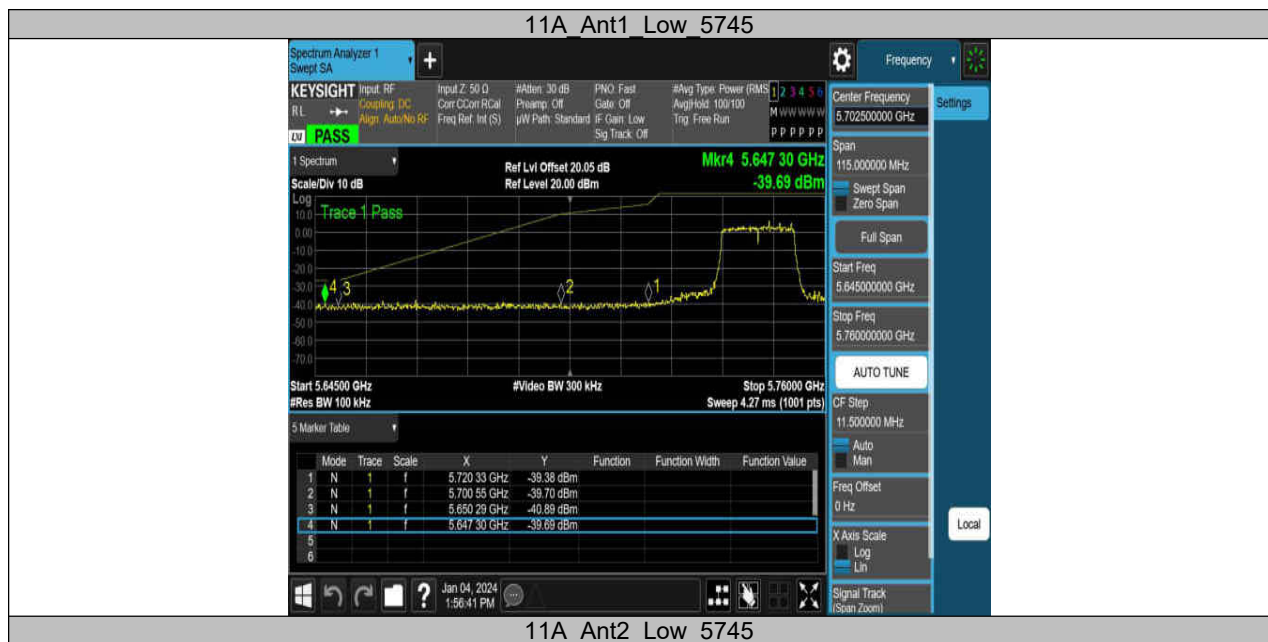 11A_Ant1_Low_5745
Spectrum Analyzer 1
Swept SA
+
Frequency
KEYSIGHT
RL
LXI
PASS
Input: RF
Coupling: DC
Align: Auto/No RF
Input Z: 50 Ω
Corr CCorr RCal
Freq Ref: Int (S)
#Atten: 30 dB
Preamp: Off
µW Path: Standard
PNO: Fast
Gate: Off
IF Gain: Low
Sig Track: Off
#Avg Type: Power (RMS
Avg|Hold: 100/100
Trig: Free Run
1 2 3 4 5 6
M W W W W W
P P P P P P
1 Spectrum
Scale/Div 10 dB
Ref Lvl Offset 20.05 dB
Ref Level 20.00 dBm
Mkr4 5.647 30 GHz
-39.69 dBm
Log
Trace 1 Pass
10.0
0.00
-10.0
-20.0
-30.0
-40.0
-50.0
-60.0
-70.0
4 3 2 1
Start 5.64500 GHz
#Video BW 300 kHz
Stop 5.76000 GHz
#Res BW 100 kHz
Sweep 4.27 ms (1001 pts)
5 Marker Table
Mode Trace Scale X Y Function Function Width Function Value
1 N 1 f 5.720 33 GHz -39.38 dBm
2 N 1 f 5.700 55 GHz -39.70 dBm
3 N 1 f 5.650 29 GHz -40.89 dBm
4 N 1 f 5.647 30 GHz -39.69 dBm
5
6
?
Jan 04, 2024
1:56:41 PM
Center Frequency
5.702500000 GHz
Settings
Span
115.000000 MHz
Swept Span
Zero Span
Full Span
Start Freq
5.645000000 GHz
Stop Freq
5.760000000 GHz
AUTO TUNE
CF Step
11.500000 MHz
Auto
Man
Freq Offset
0 Hz
Local
X Axis Scale
Log
Lin
Signal Track
(Span Zoom)
11A_Ant2_Low_5745